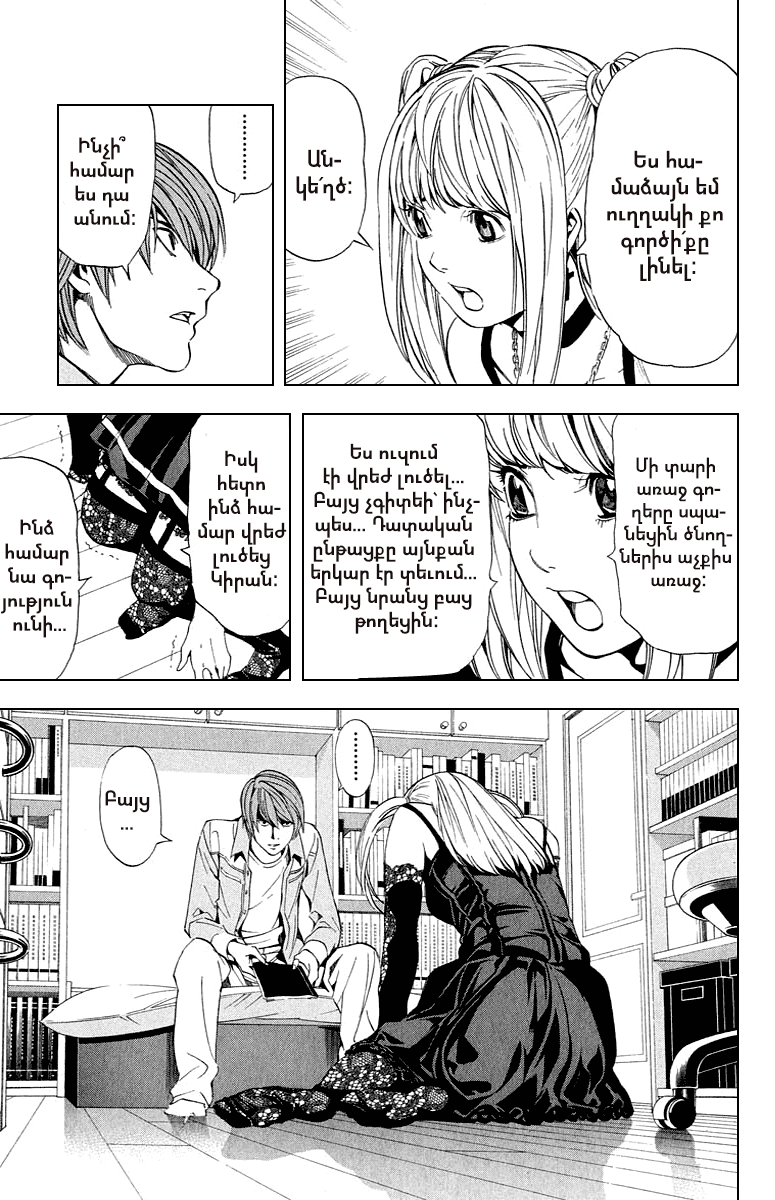 Ես հա-
մաձայն եմ
ուղղակի քո
գործի՛քը
լինել:
Ան-
կե՛ղծ:
.........
Ինչի՞
համար
ես դա
անում:
Մի տարի
առաջ գո-
ղերը սպա-
նեցին ծնող-
ներիս աչքիս
առաջ:
Ես ուզում
էի վրեժ լուծել...
Բայց չգիտեի՝ ինչ-
պես... Դատական
ընթացքը այնքան
երկար էր տեւում...
Բայց նրանց բաց
թողեցին:
Իսկ
հետո
ինձ հա-
մար վրեժ
լուծեց
Կիրան:
Ինձ
համար
նա գո-
յություն
ունի...
.........
Բայց
...